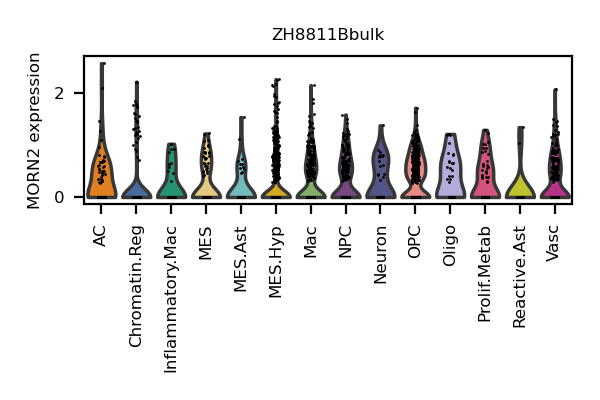 ZH8811Bbulk
MORN2 expression
2
0
AC
Chromatin.Reg
Inflammatory.Mac
MES
MES.Ast
MES.Hyp
Mac
NPC
Neuron
OPC
Oligo
Prolif.Metab
Reactive.Ast
Vasc